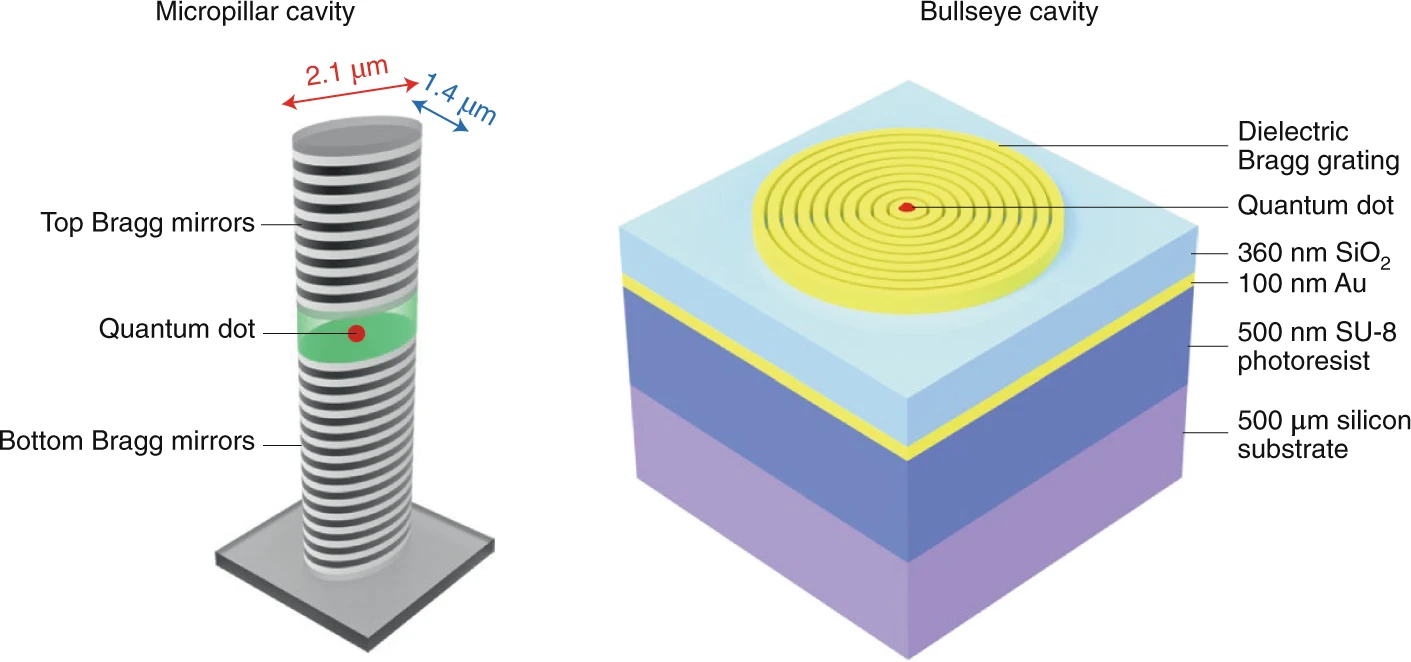 Micropillar cavity
2.1 μm
1.4 μm
Top Bragg mirrors
Quantum dot
Bottom Bragg mirrors
Bullseye cavity
Dielectric
Bragg grating
Quantum dot
360 nm SiO₂
100 nm Au
500 nm SU-8
photoresist
500 μm silicon
substrate